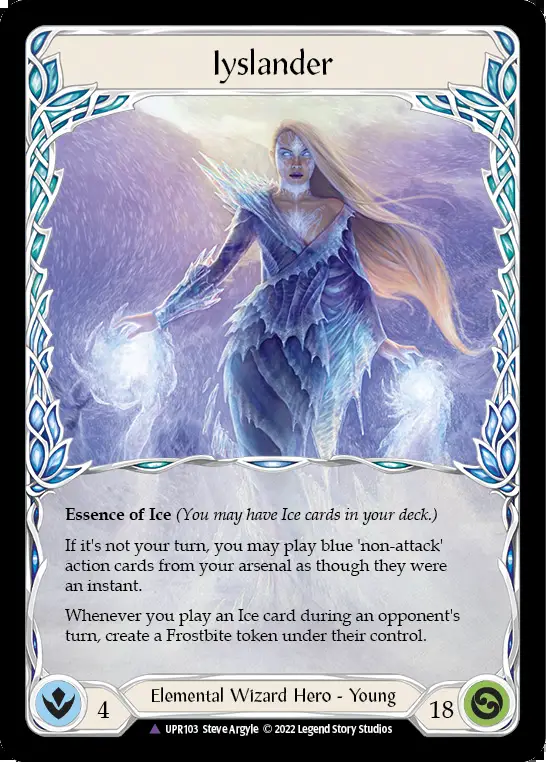 Iyslander
Essence of Ice (You may have Ice cards in your deck.)
If it's not your turn, you may play blue 'non-attack'
action cards from your arsenal as though they were
an instant.
Whenever you play an Ice card during an opponent's
turn, create a Frostbite token under their control.
4
Elemental Wizard Hero - Young
18
UPR103 Steve Argyle © 2022 Legend Story Studios